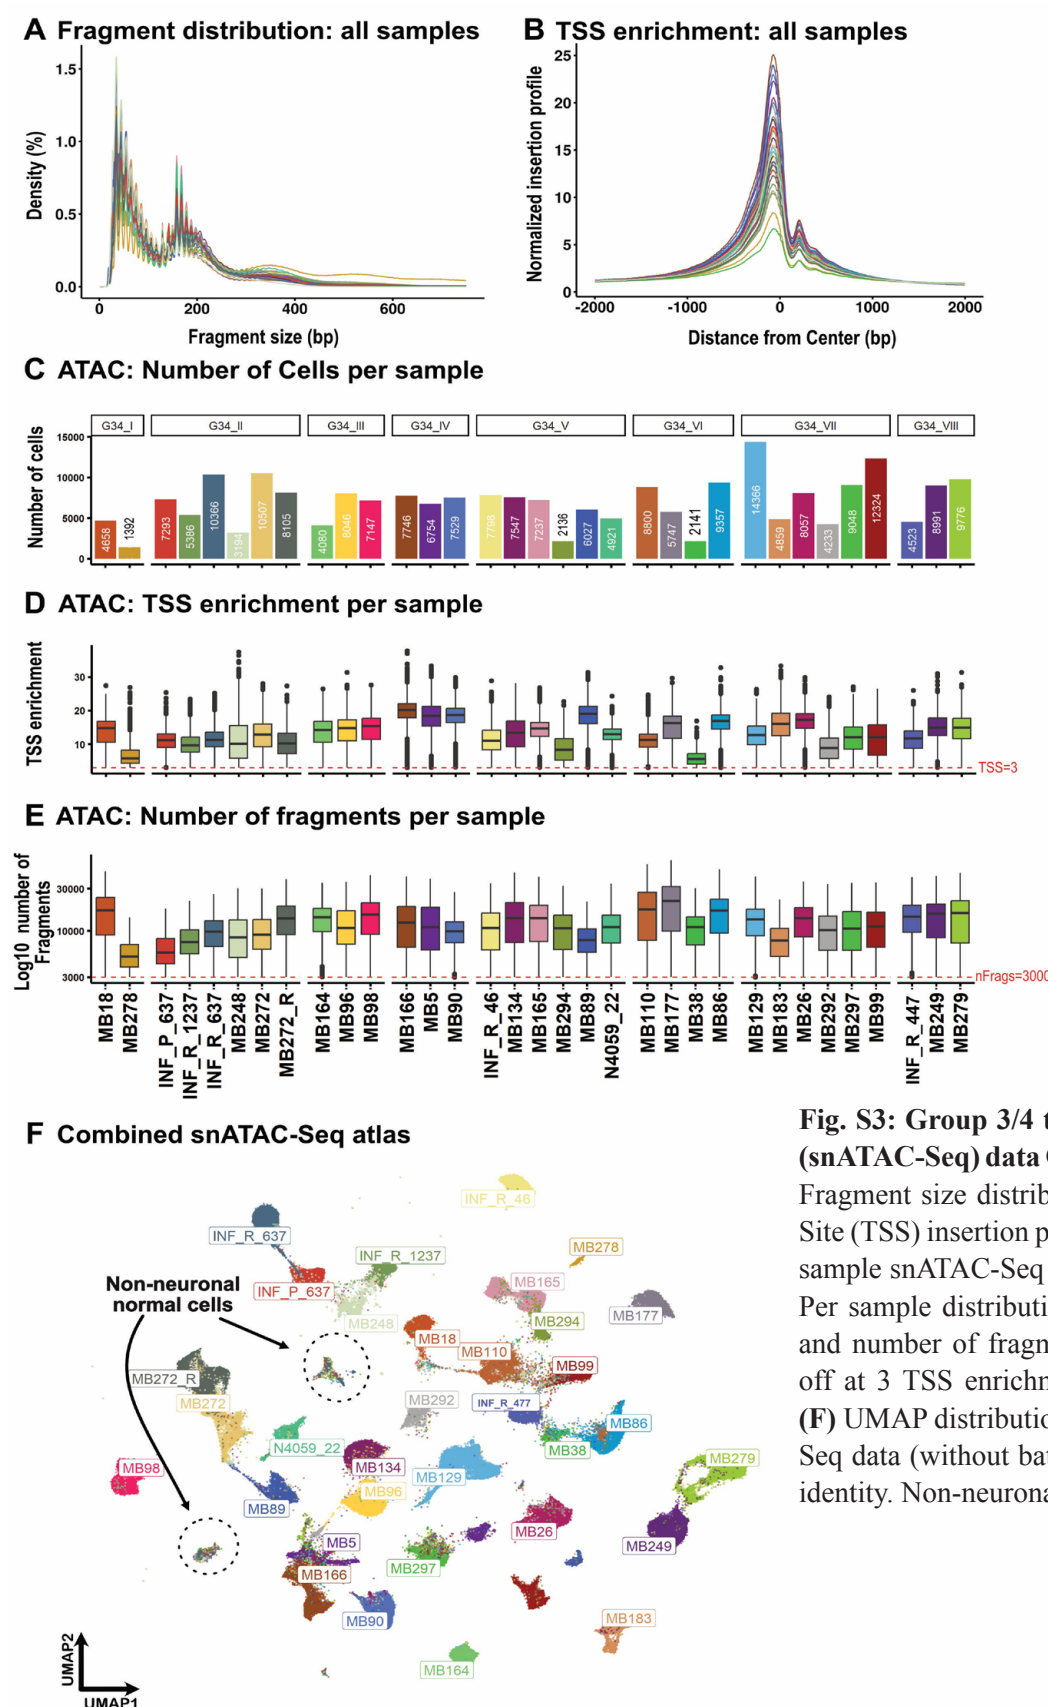 A Fragment distribution: all samples
Density (%)
1.5
1.0
0.5
0.0
0
200
400
600
Fragment size (bp)
B TSS enrichment: all samples
Normalized insertion profile
25
20
15
10
5
0
-2000
-1000
0
1000
2000
Distance from Center (bp)
C ATAC: Number of Cells per sample
Number of cells
G34_I
G34_II
G34_III
G34_IV
G34_V
G34_VI
G34_VII
G34_VIII
15000
10000
5000
0
4658
1392
7293
5386
10366
3194
10507
8105
4080
8046
7147
7746
6754
7529
7798
7547
7237
2136
6027
4921
8800
5747
2141
9357
14366
4859
8057
4233
9048
12324
4523
8991
9776
D ATAC: TSS enrichment per sample
TSS enrichment
30
20
10
TSS=3
E ATAC: Number of fragments per sample
Log10 number of
Fragments
30000
10000
3000
nFrags=3000
MB18
MB278
INF_P_637
INF_R_1237
INF_R_637
MB248
MB272
MB272_R
MB164
MB96
MB98
MB166
MB5
MB90
INF_R_46
MB134
MB165
MB294
MB89
N4059_22
MB110
MB177
MB38
MB86
MB129
MB183
MB26
MB292
MB297
MB99
INF_R_447
MB249
MB279
F Combined snATAC-Seq atlas
INF_R_46
INF_R_637
INF_R_1237
MB278
INF_P_637
MB165
Non-neuronal
normal cells
MB248
MB294
MB177
MB18
MB110
MB99
MB272_R
MB272
MB292
INF_R_477
MB86
N4059_22
MB38
MB134
MB279
MB98
MB129
MB96
MB89
MB26
MB5
MB249
MB297
MB166
MB90
MB183
MB164
UMAP2
UMAP1
Fig. S3: Group 3/4 t
(snATAC-Seq) data
Fragment size distrib
Site (TSS) insertion p
sample snATAC-Seq
Per sample distributi
and number of fragm
off at 3 TSS enrichm
(F) UMAP distributio
Seq data (without bat
identity. Non-neurona